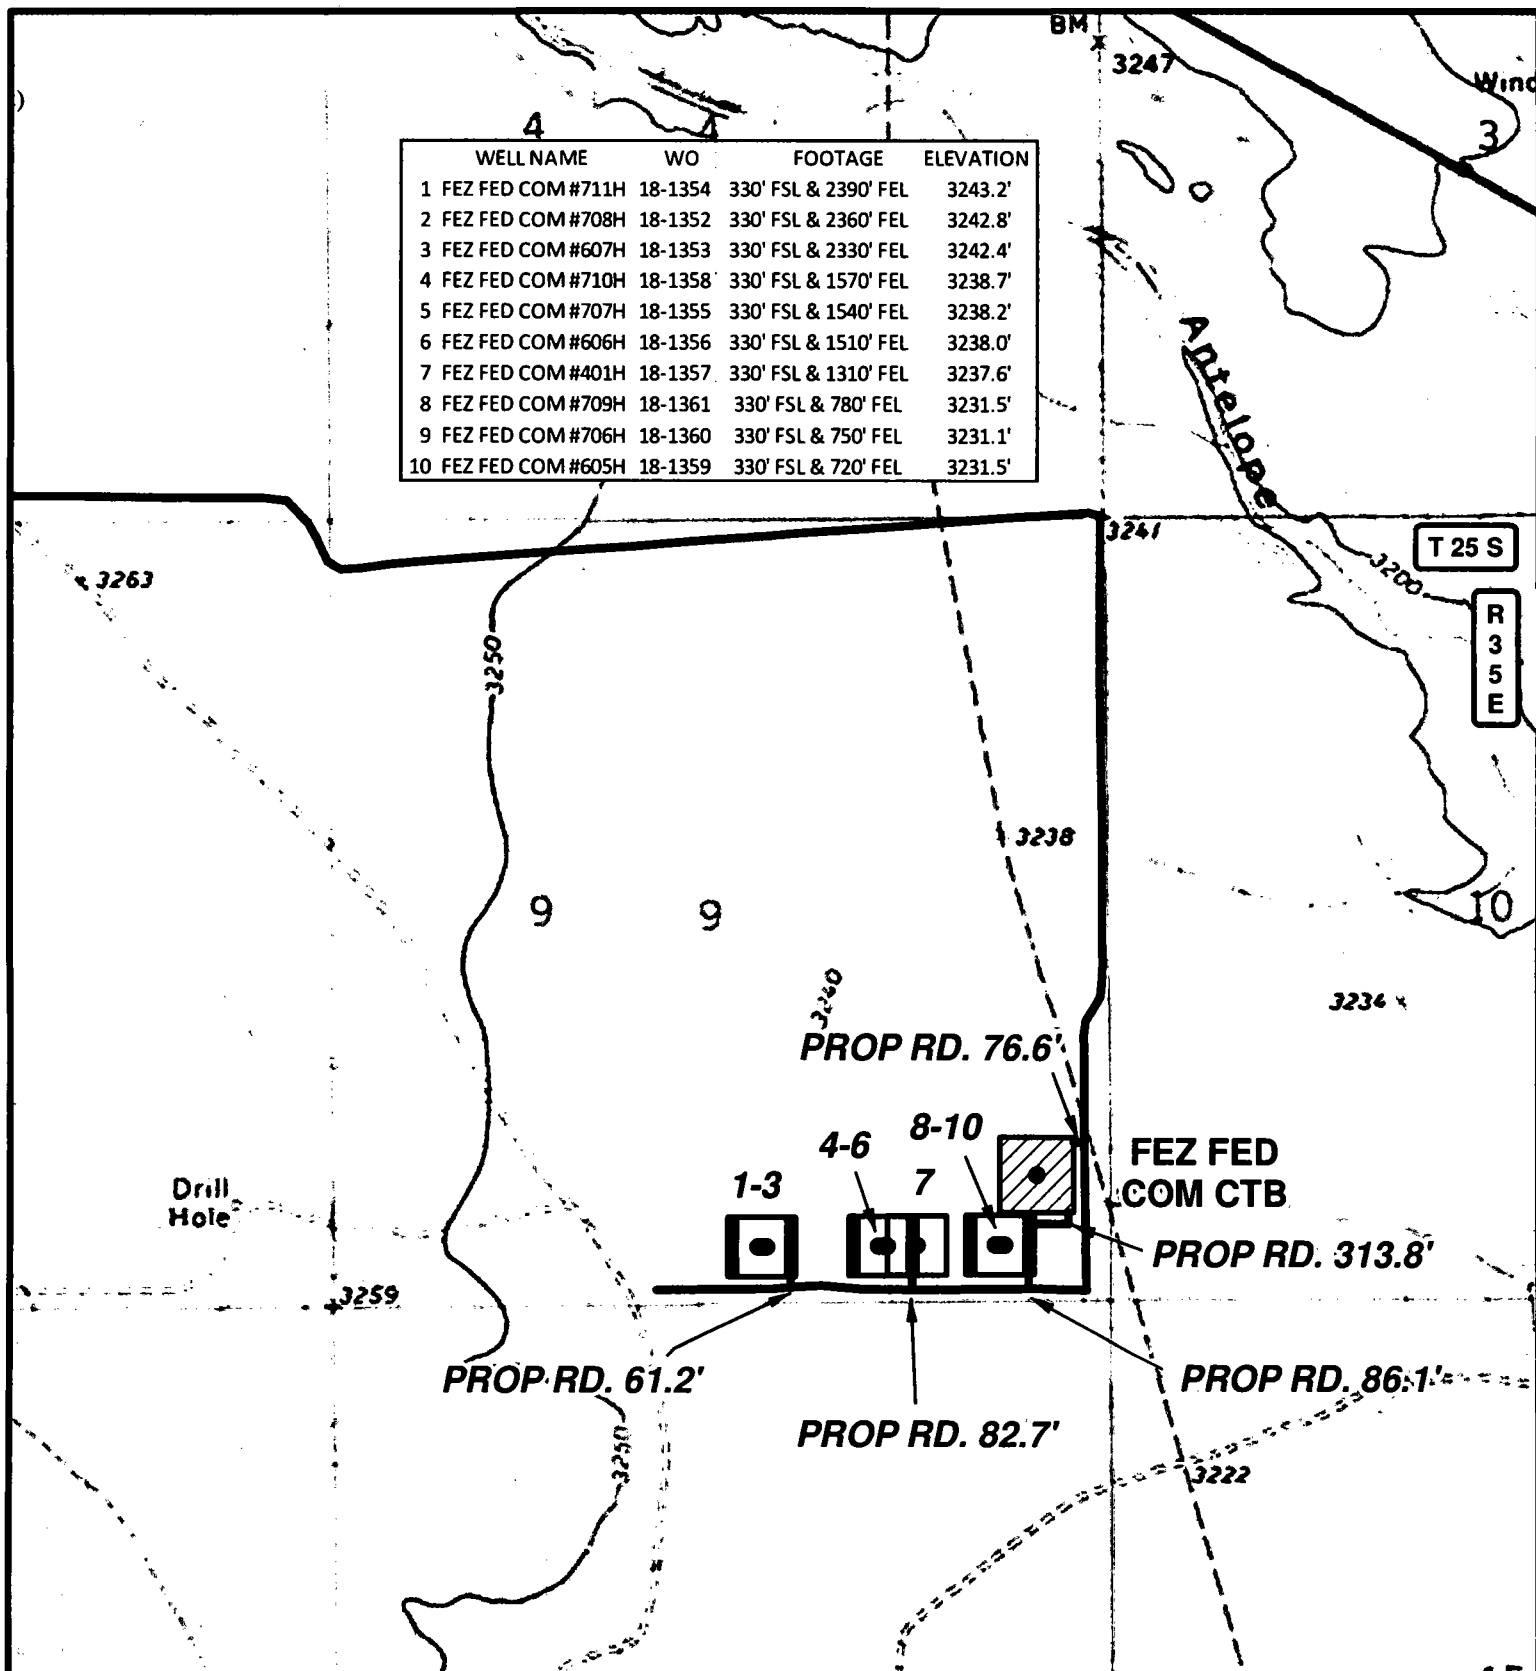 BM
3247
Wind
3
4 4
WELL NAME WO FOOTAGE ELEVATION
1 FEZ FED COM #711H 18-1354 330' FSL & 2390' FEL 3243.2'
2 FEZ FED COM #708H 18-1352 330' FSL & 2360' FEL 3242.8'
3 FEZ FED COM #607H 18-1353 330' FSL & 2330' FEL 3242.4'
4 FEZ FED COM #710H 18-1358 330' FSL & 1570' FEL 3238.7'
5 FEZ FED COM #707H 18-1355 330' FSL & 1540' FEL 3238.2'
6 FEZ FED COM #606H 18-1356 330' FSL & 1510' FEL 3238.0'
7 FEZ FED COM #401H 18-1357 330' FSL & 1310' FEL 3237.6'
8 FEZ FED COM #709H 18-1361 330' FSL & 780' FEL 3231.5'
9 FEZ FED COM #706H 18-1360 330' FSL & 750' FEL 3231.1'
10 FEZ FED COM #605H 18-1359 330' FSL & 720' FEL 3231.5'
Antelope
3241
T 25 S
3200
3263
R
3
5
E
3250
3238
9 9
10
3240
3234
PROP RD. 76.6'
8-10
4-6
7
1-3
FEZ FED
COM CTB
Drill
Hole
PROP RD. 313.8'
3259
PROP RD. 61.2'
PROP RD. 86.1'
PROP RD. 82.7'
3250
3222